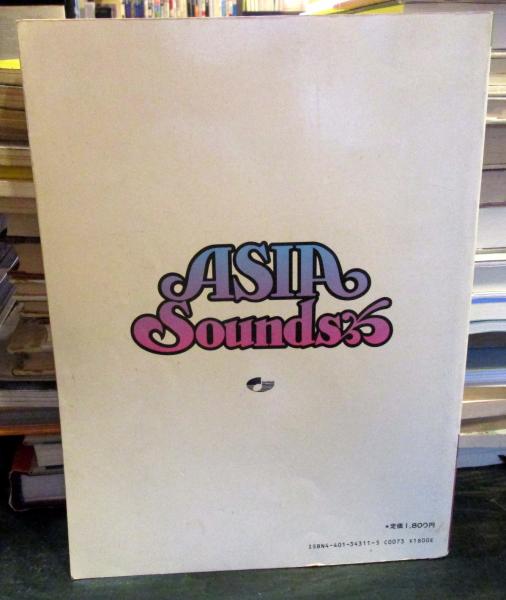 ASIA
Sounds
*定価1,800円
ISBN4-401-34311-5 C0073 ¥1800E